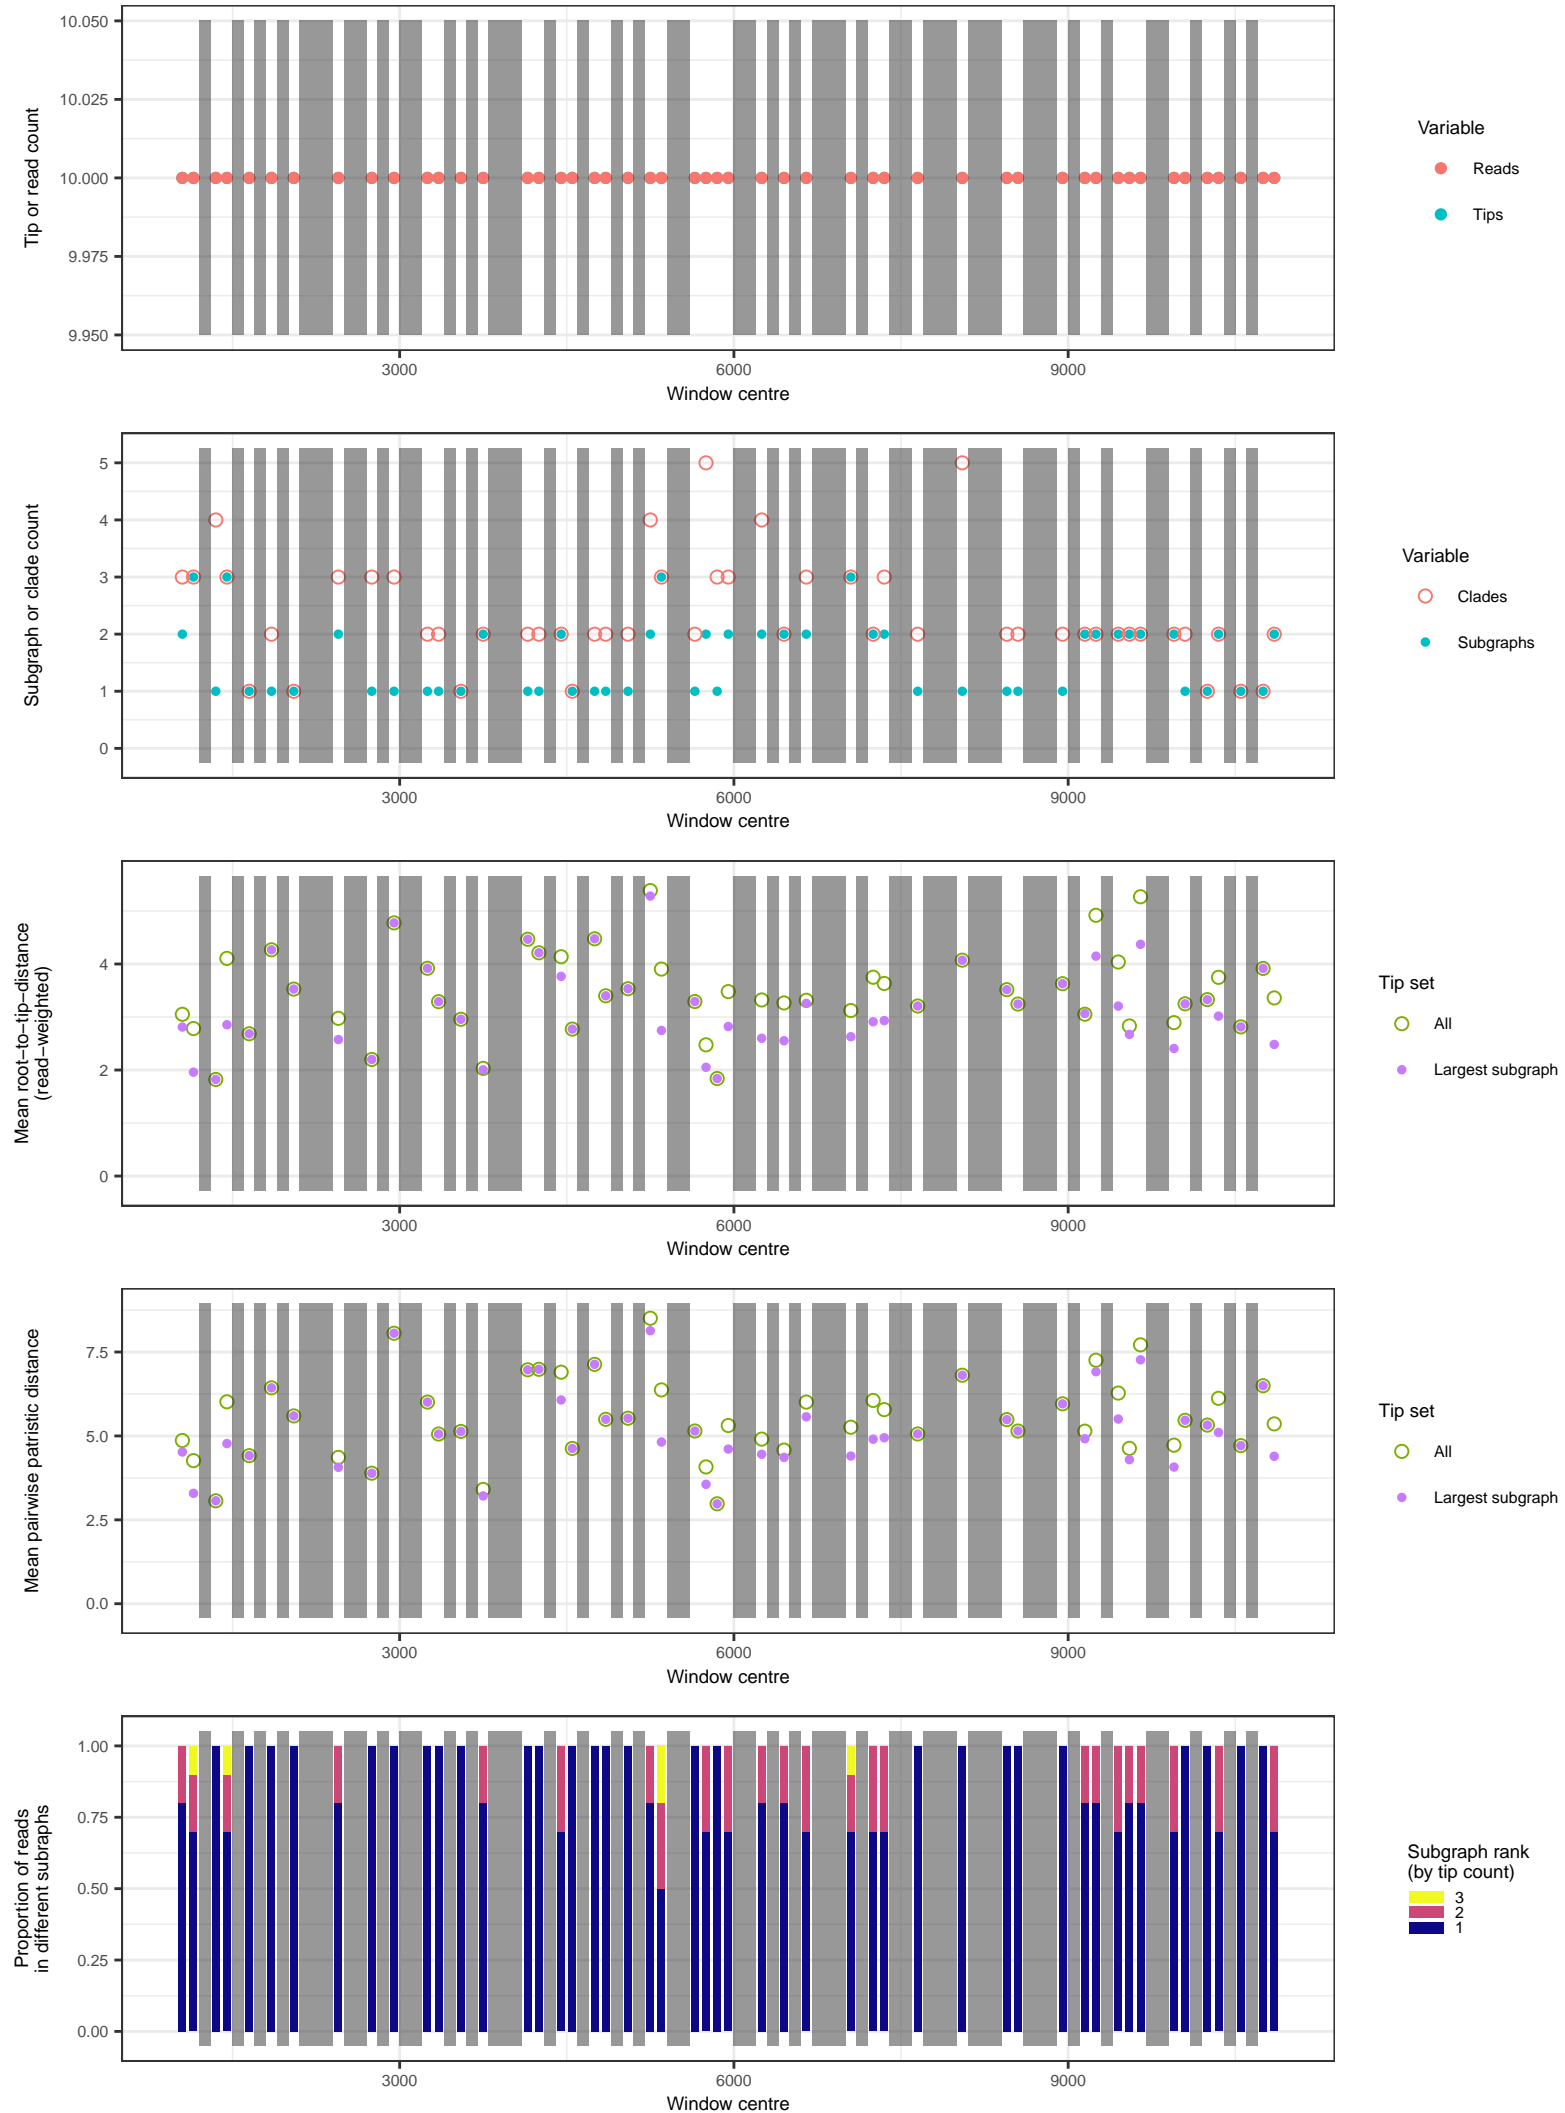 10.050
10.025
10.000
9.975
9.950
Tip or read count
3000 6000 9000
Window centre
Variable
Reads
Tips
5
4
3
2
1
0
Subgraph or clade count
3000 6000 9000
Window centre
Variable
Clades
Subgraphs
4
2
0
Mean root−to−tip−distance
(read−weighted)
3000 6000 9000
Window centre
Tip set
All
Largest subgraph
7.5
5.0
2.5
0.0
Mean pairwise patristic distance
3000 6000 9000
Window centre
Tip set
All
Largest subgraph
1.00
0.75
0.50
0.25
0.00
Proportion of reads
in different subraphs
3000 6000 9000
Window centre
Subgraph rank
(by tip count)
3
2
1